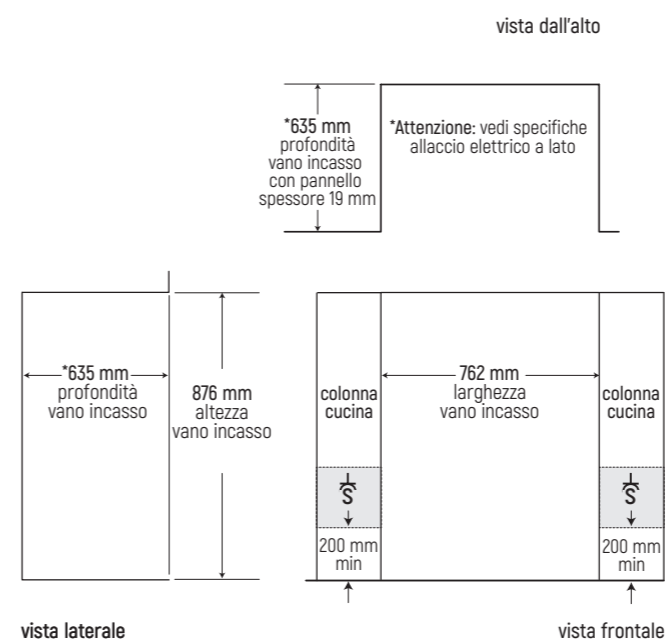 vista dall'alto
*635 mm
profondità
vano incasso
con pannello
spessore 19 mm
*Attenzione: vedi specifiche
allaccio elettrico a lato
*635 mm
profondità
vano incasso
876 mm
altezza
vano incasso
colonna
cucina
762 mm
larghezza
vano incasso
colonna
cucina
S
S
200 mm
min
200 mm
min
vista laterale
vista frontale